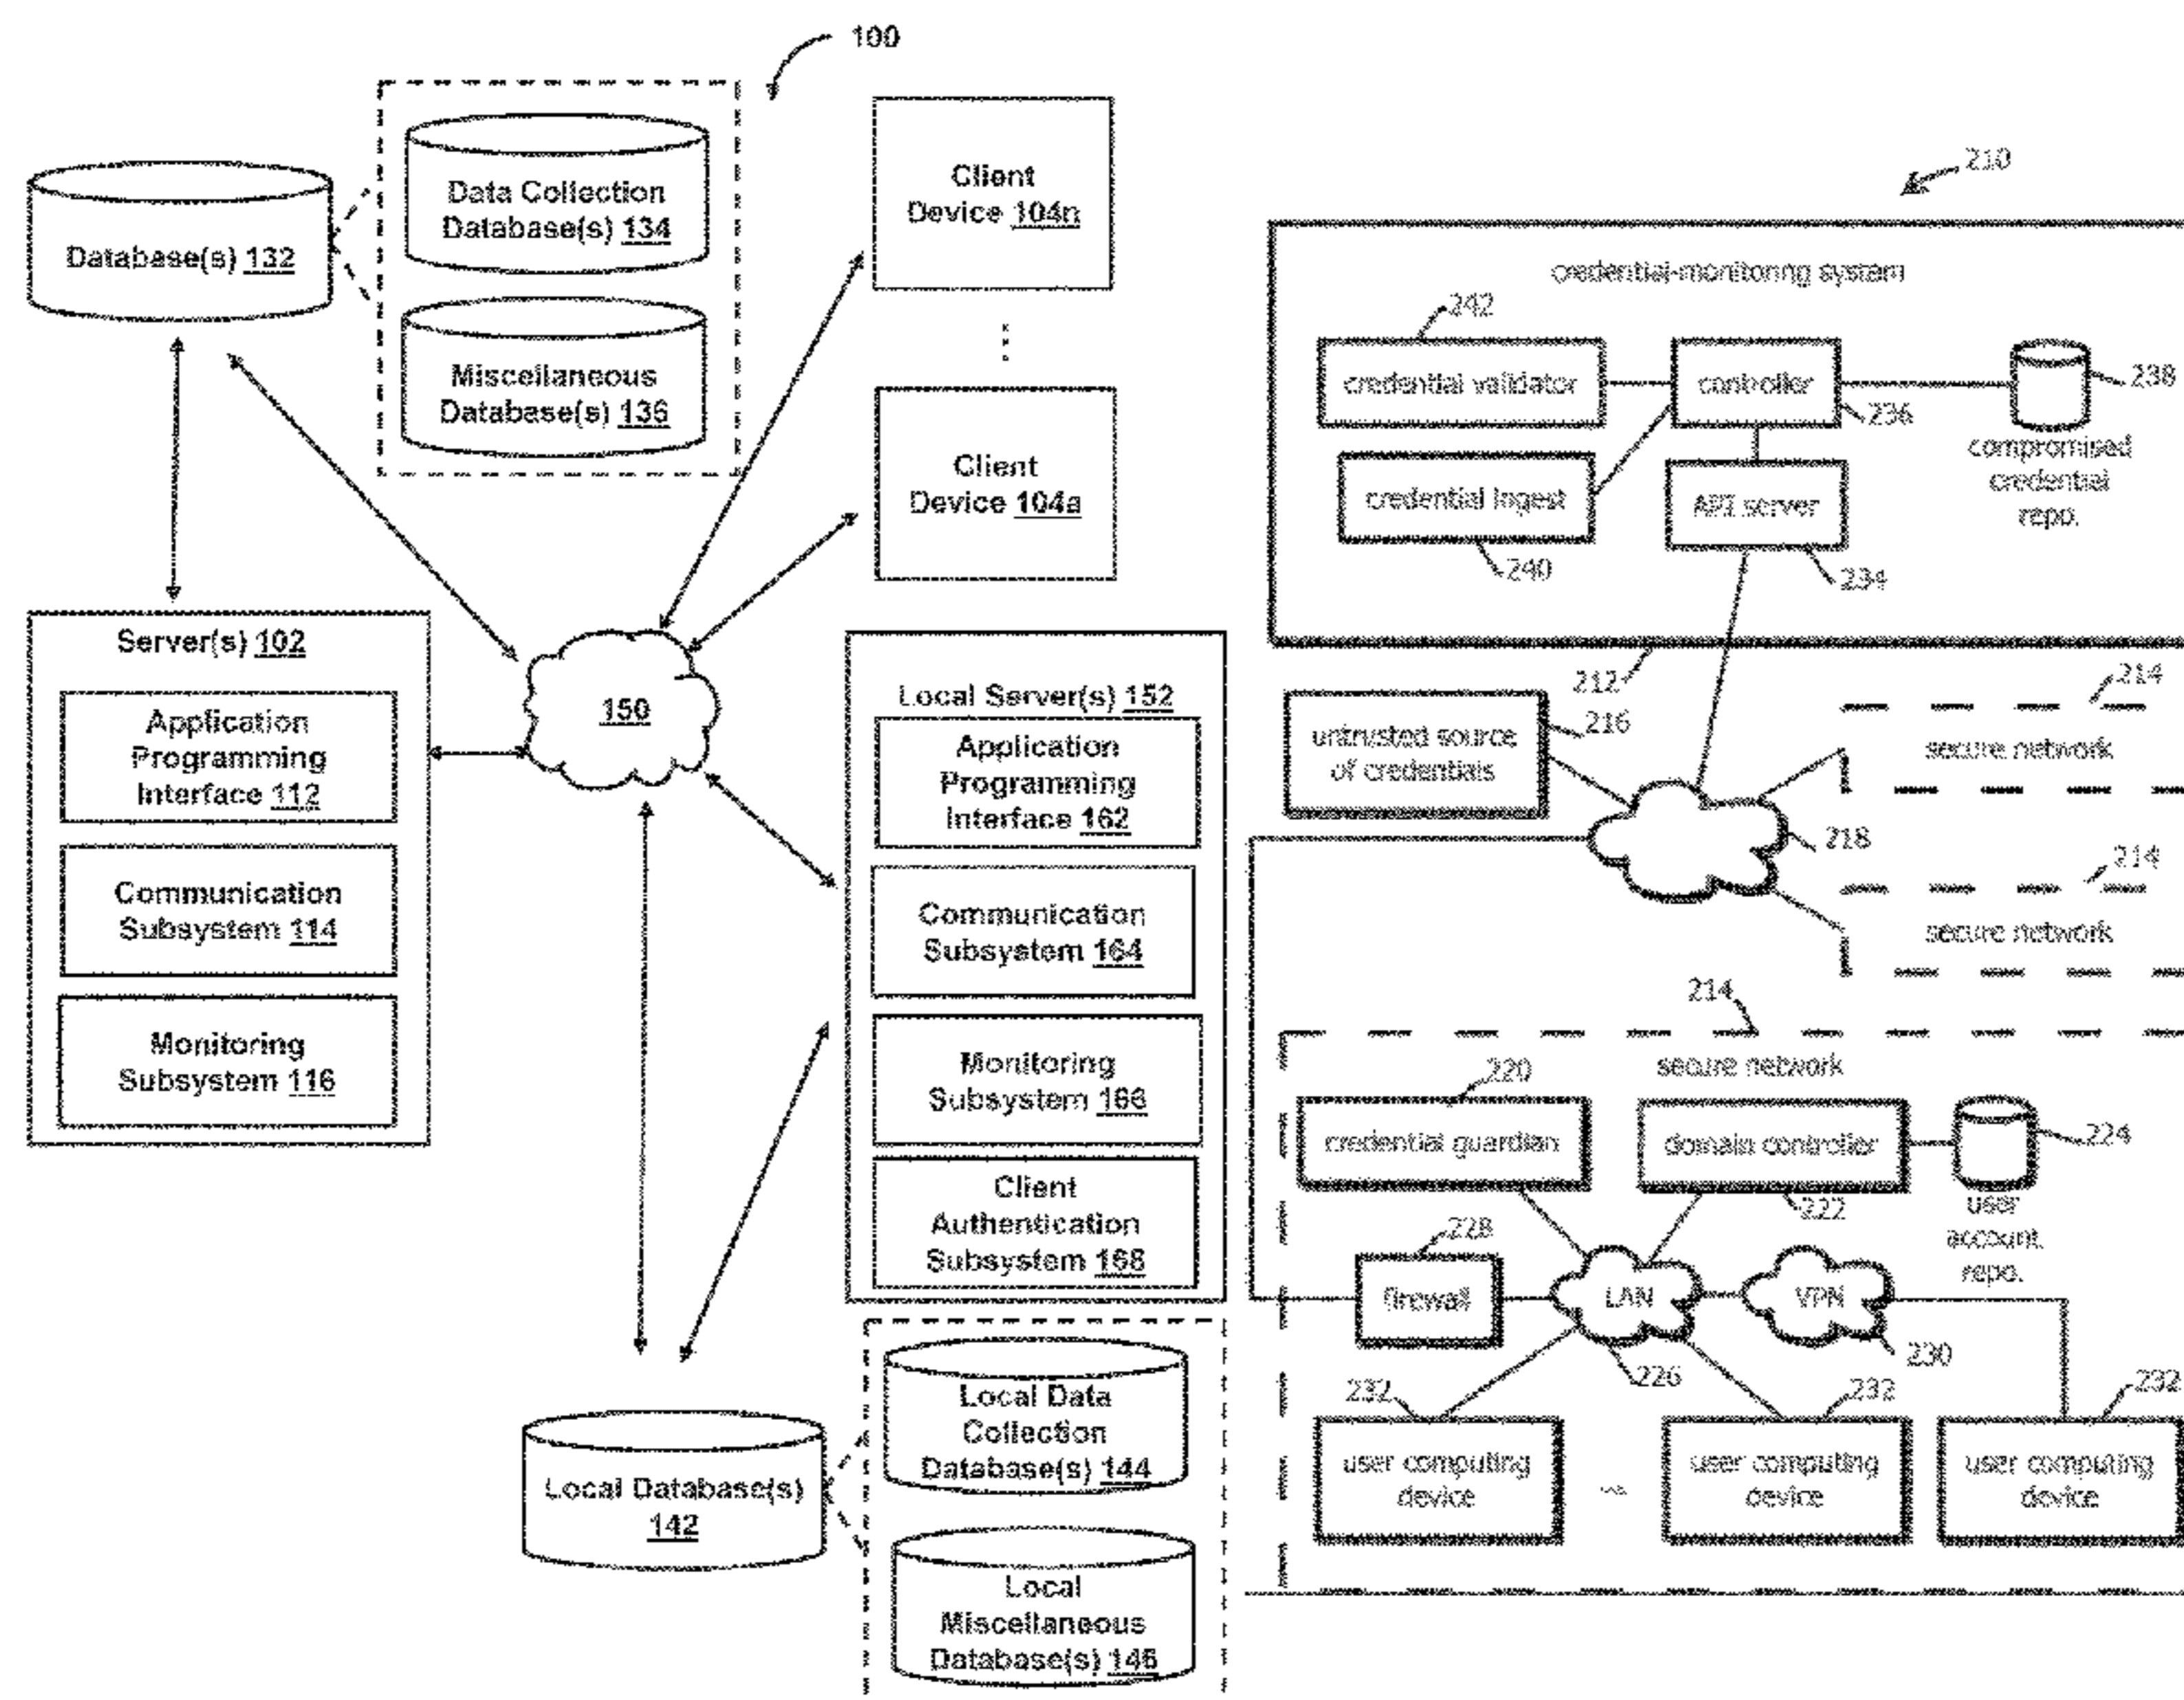 100
Data Collection
Database(s) 134
Database(s) 132
Miscellaneous
Database(s) 136
Client
Device 104n
Client
Device 104a
Server(s) 102
Application
Programming
Interface 112
Communication
Subsystem 114
Monitoring
Subsystem 116
150
Local Server(s) 152
Application
Programming
Interface 162
Communication
Subsystem 164
Monitoring
Subsystem 166
Client
Authentication
Subsystem 168
Local Database(s)
142
Local Data
Collection
Database(s) 144
Local
Miscellaneous
Database(s) 146
210
credential-monitoring system
242
credential validator
controller
236
238
compromised
credential
repo.
credential ingest
240
API server
234
212
214
untrusted source
of credentials
216
secure network
218
214
secure network
214
secure network
220
credential guardian
domain controller
222
224
user
account
repo.
228
firewall
LAN
226
VPN
230
232
user computing
device
232
user computing
device
232
user computing
device